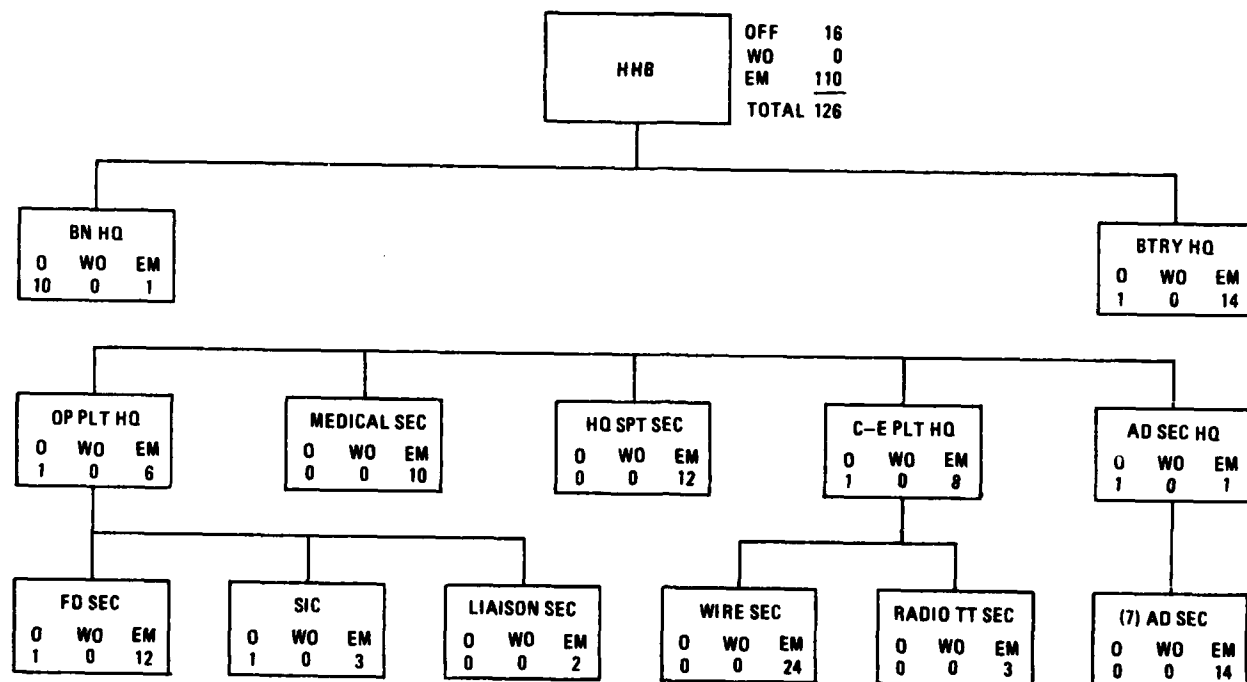 HHB
OFF 16
WO 0
EM 110
TOTAL 126
BN HQ
O WO EM
10 0 1
BTRY HQ
O WO EM
1 0 14
OP PLT HQ
O WO EM
1 0 6
MEDICAL SEC
O WO EM
0 0 10
HQ SPT SEC
O WO EM
0 0 12
C-E PLT HQ
O WO EM
1 0 8
AD SEC HQ
O WO EM
1 0 1
FD SEC
O WO EM
1 0 12
SIC
O WO EM
1 0 3
LIAISON SEC
O WO EM
0 0 2
WIRE SEC
O WO EM
0 0 24
RADIO TT SEC
O WO EM
0 0 3
(7) AD SEC
O WO EM
0 0 14